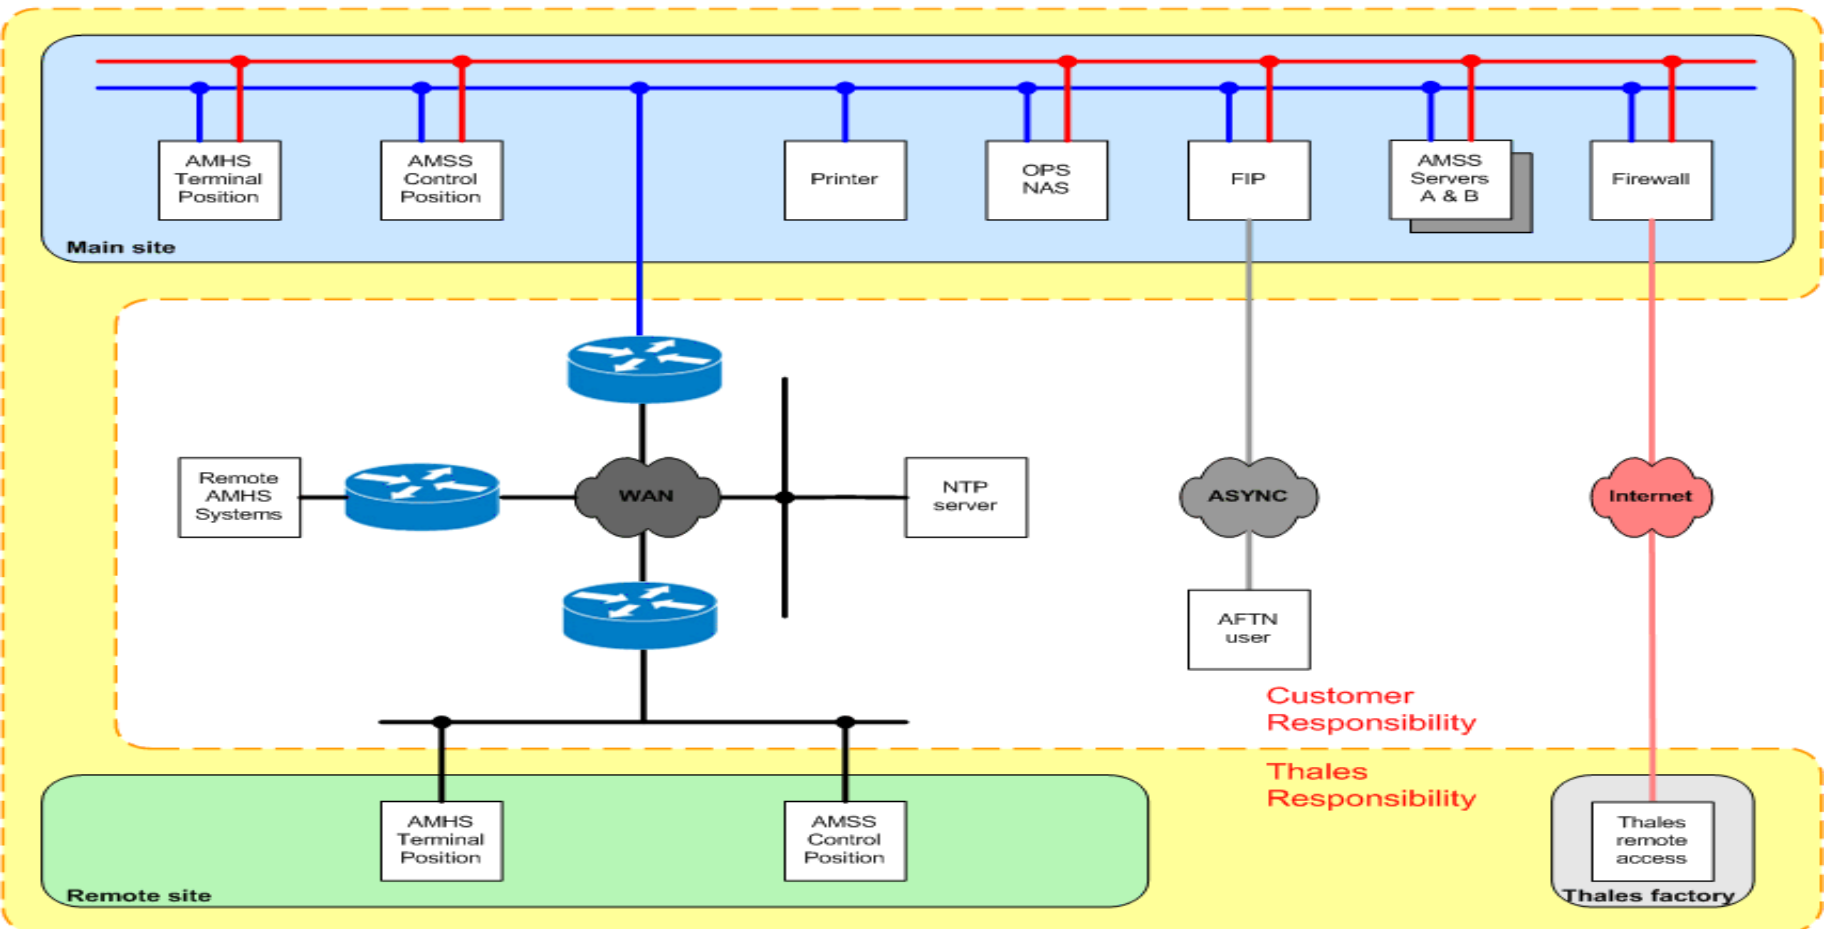 AMHS
Terminal
Position
AMSS
Control
Position
Printer
OPS
NAS
FIP
AMSS
Servers
A & B
Firewall
Main site
Remote
AMHS
Systems
WAN
NTP
server
ASYNC
Internet
AFTN
user
Customer
Responsibility
Thales
Responsibility
AMHS
Terminal
Position
AMSS
Control
Position
Remote site
Thales
remote
access
Thales factory